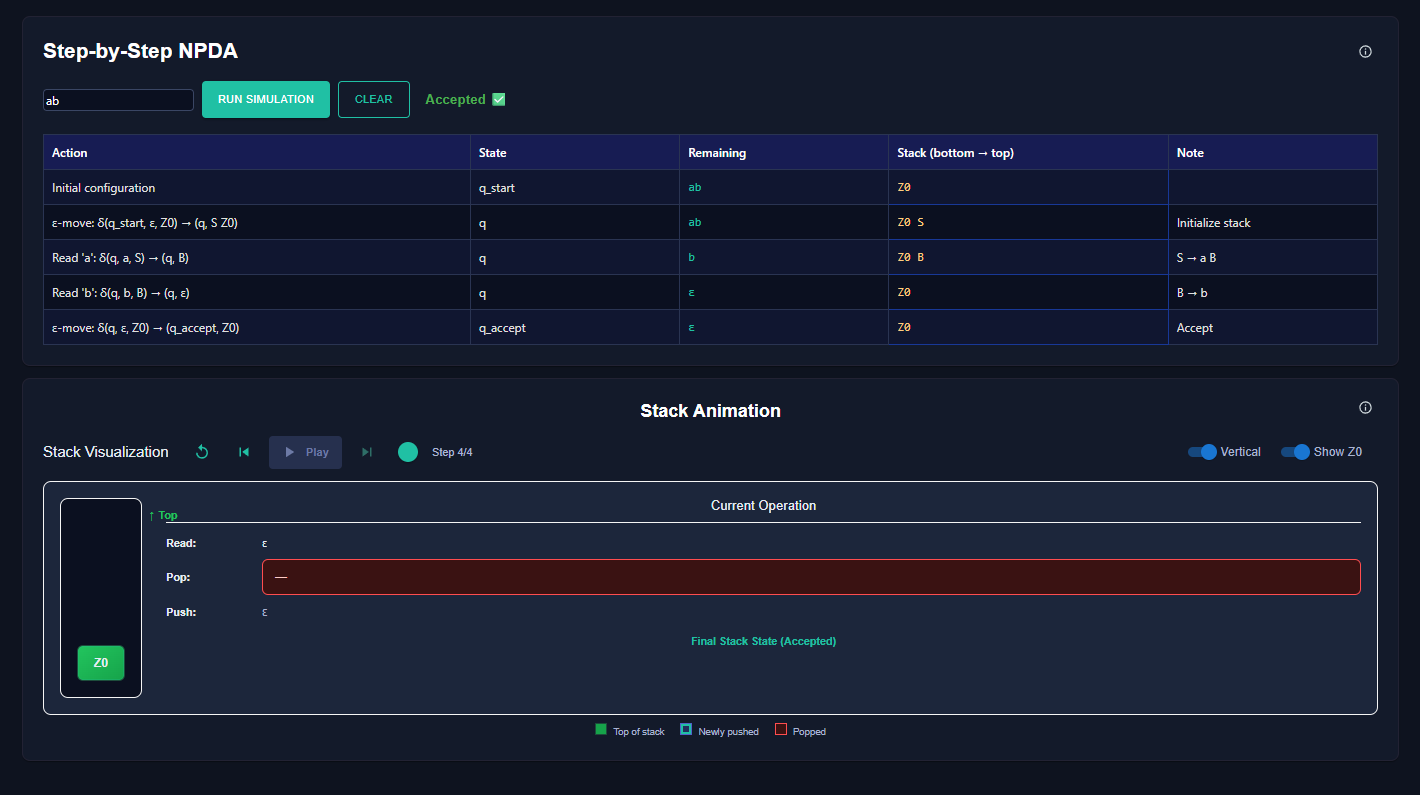 Step-by-Step NPDA
ab RUN SIMULATION CLEAR Accepted ✅
Action State Remaining Stack (bottom → top) Note
Initial configuration q_start ab Z0
ε-move: δ(q_start, ε, Z0) → (q, S Z0) q ab Z0 S Initialize stack
Read 'a': δ(q, a, S) → (q, B) q b Z0 B S → a B
Read 'b': δ(q, b, B) → (q, ε) q ε Z0 B → b
ε-move: δ(q, ε, Z0) → (q_accept, Z0) q_accept ε Z0 Accept
Stack Animation
Stack Visualization Play Step 4/4 Vertical Show Z0
Current Operation
↑ Top
Read: ε
Pop: —
Push: ε
Final Stack State (Accepted)
Z0
Top of stack Newly pushed Popped